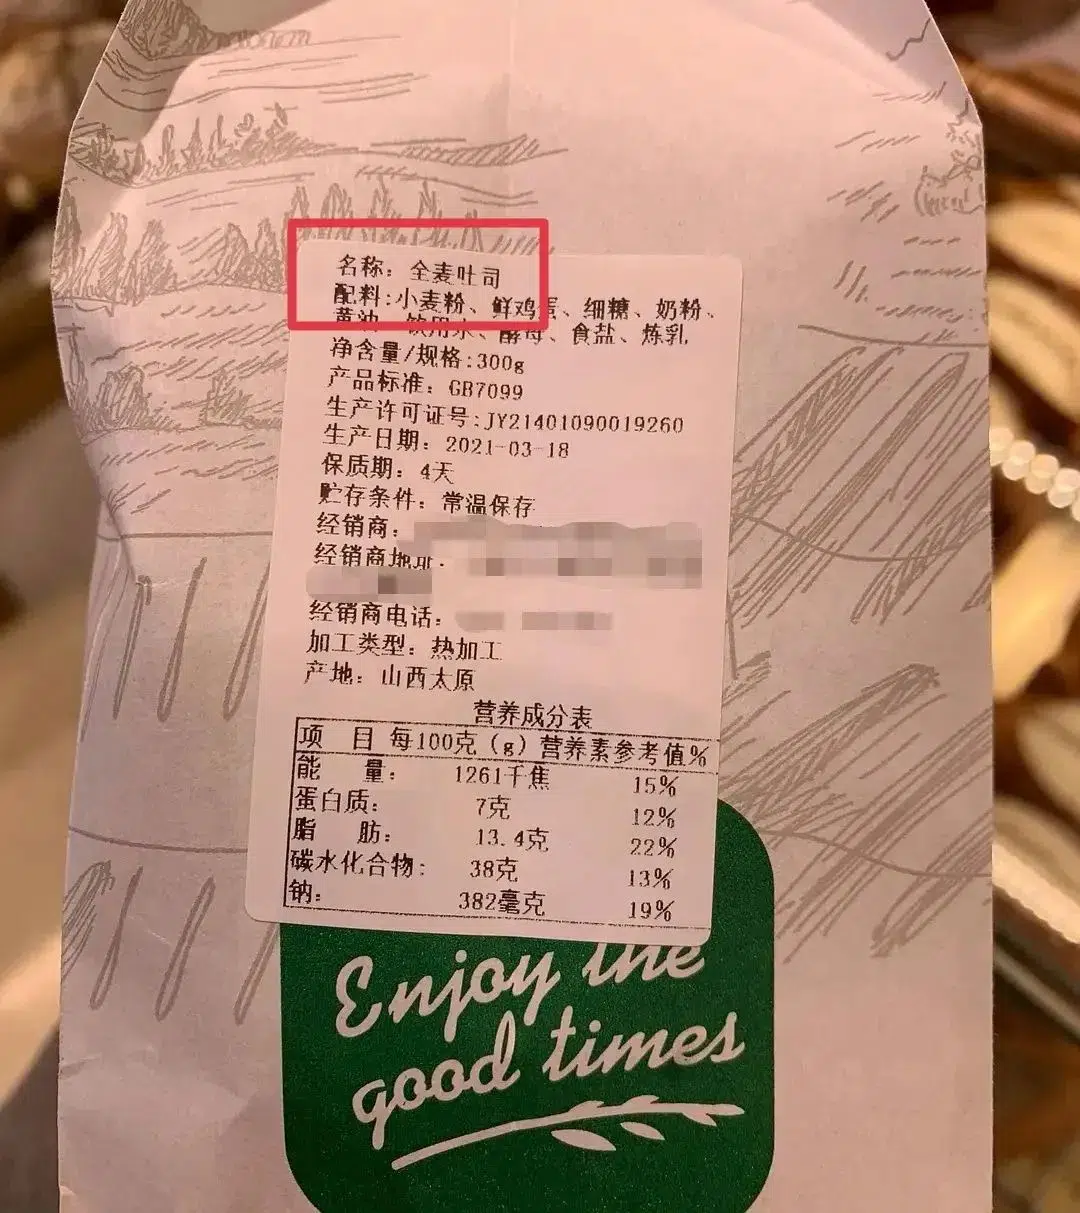 名称：全麦吐司
配料：小麦粉、鲜鸡蛋、细糖、奶粉、
黄油、饮用水、酵母、食盐、炼乳
净含量/规格：300g
产品标准：GB7099
生产许可证号：JY21401090019260
生产日期：2021-03-18
保质期：4天
贮存条件：常温保存
经销商：
经销商地址：
经销商电话：
加工类型：热加工
产地：山西太原
营养成分表
项 目 每100克（g）营养素参考值%
能 量： 1261千焦 15%
蛋白质： 7克 12%
脂 肪： 13.4克 22%
碳水化合物： 38克 13%
钠： 382毫克 19%
Enjoy the
good times